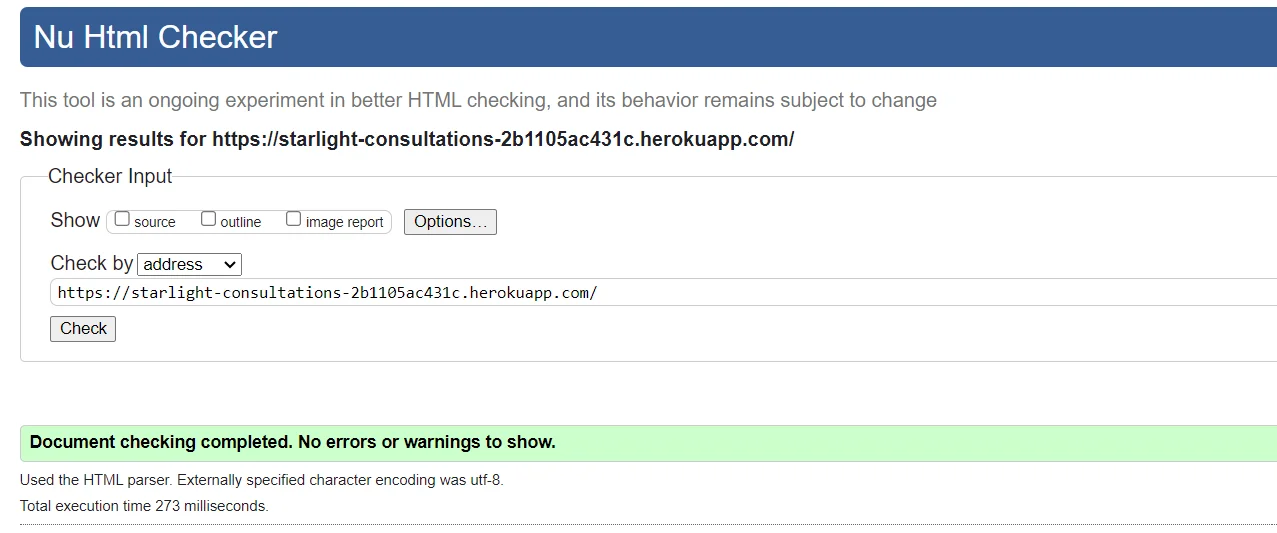 Nu Html Checker
This tool is an ongoing experiment in better HTML checking, and its behavior remains subject to change
Showing results for https://starlight-consultations-2b1105ac431c.herokuapp.com/
Checker Input
Show source outline image report Options...
Check by address
https://starlight-consultations-2b1105ac431c.herokuapp.com/
Check
Document checking completed. No errors or warnings to show.
Used the HTML parser. Externally specified character encoding was utf-8.
Total execution time 273 milliseconds.